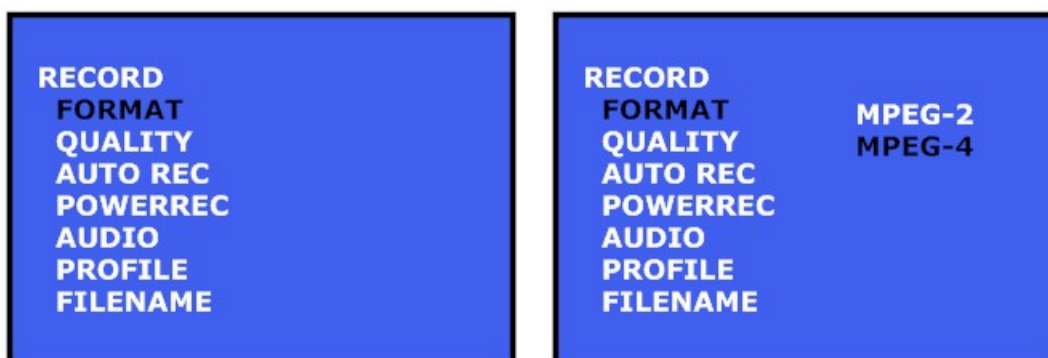 RECORD
FORMAT
QUALITY
AUTO REC
POWERREC
AUDIO
PROFILE
FILENAME
RECORD
FORMAT
QUALITY
AUTO REC
POWERREC
AUDIO
PROFILE
FILENAME
MPEG-2
MPEG-4